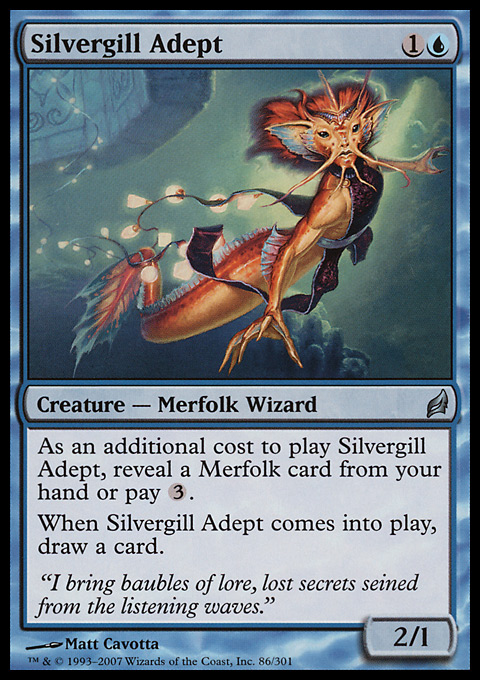 Silvergill Adept 1
Creature — Merfolk Wizard
As an additional cost to play Silvergill
Adept, reveal a Merfolk card from your
hand or pay 3.
When Silvergill Adept comes into play,
draw a card.
“I bring baubles of lore, lost secrets seined
from the listening waves.”
Matt Cavotta
2/1
™ & © 1993–2007 Wizards of the Coast, Inc. 86/301